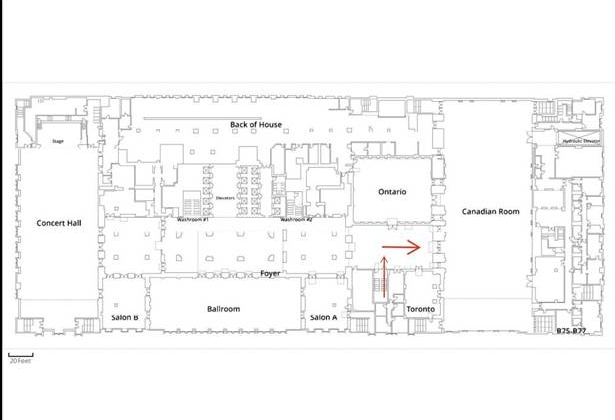 Back of House
Stage
Hydraulic Elevator
Ontario
Elevators
Canadian Room
Concert Hall
Washroom #1
Washroom #2
Foyer
Salon B
Ballroom
Salon A
Toronto
B75-B77
20 Feet